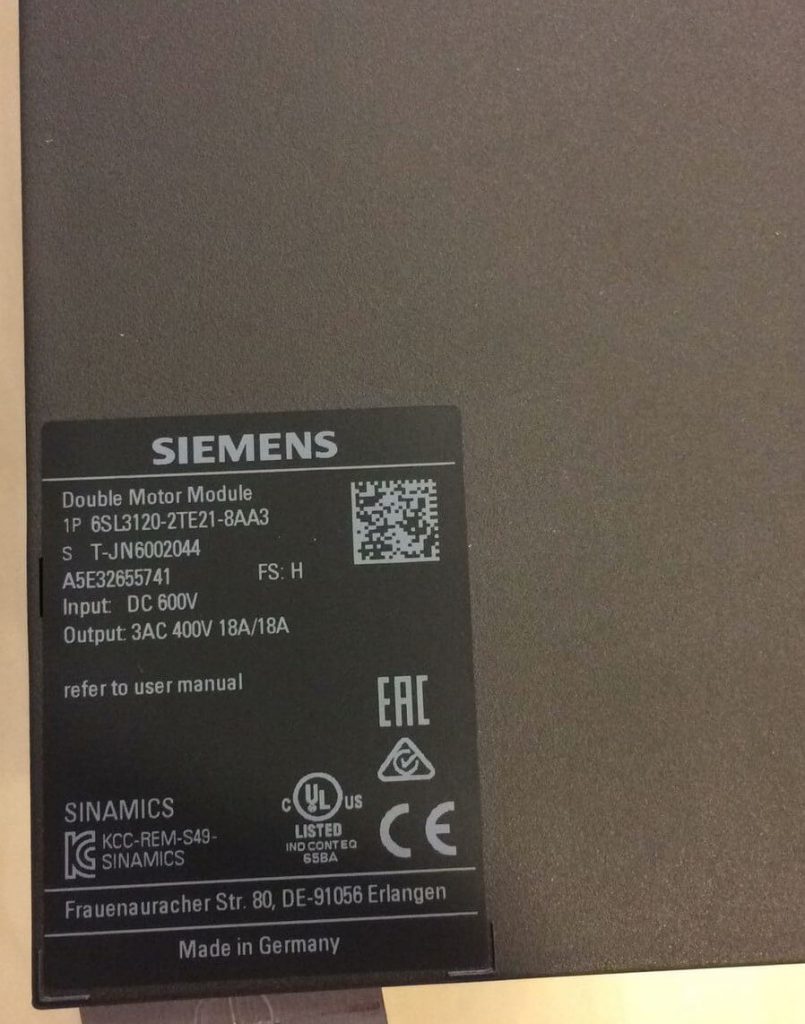 SIEMENS
Double Motor Module
1P 6SL3120-2TE21-8AA3
S T-JN6002044
A5E32655741 FS: H
Input: DC 600V
Output: 3AC 400V 18A/18A
refer to user manual
EAC
SINAMICS
KCC-REM-S49-
SINAMICS
C UL US
LISTED
IND CONT EQ
65BA
CE
Frauenauracher Str. 80, DE-91056 Erlangen
Made in Germany